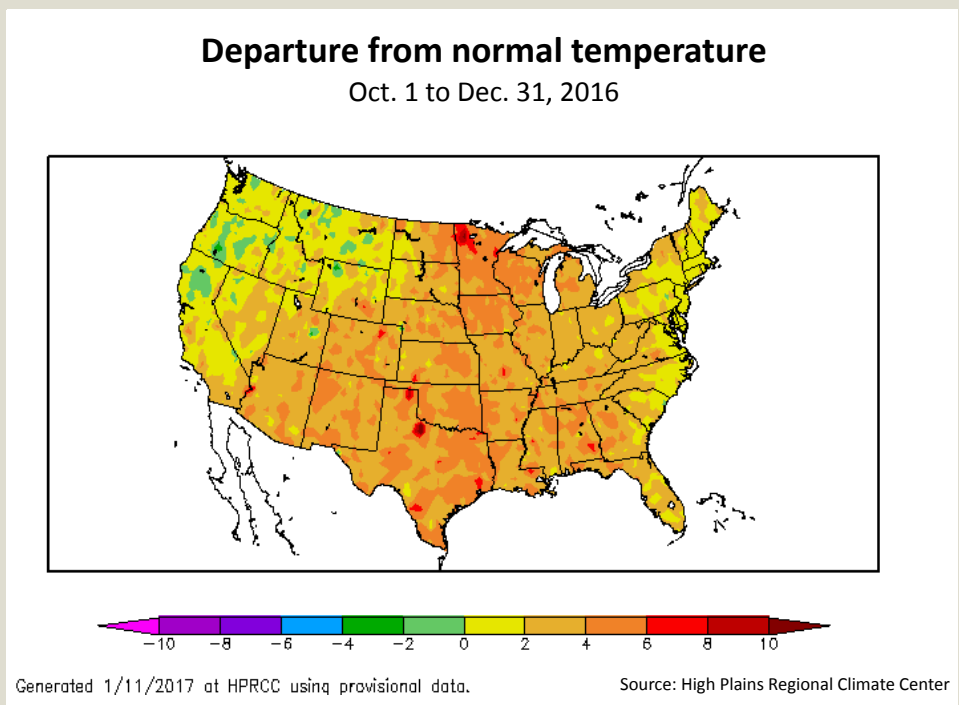 Departure from normal temperature
Oct. 1 to Dec. 31, 2016
−10 −8 −6 −4 −2 0 2 4 6 8 10
Generated 1/11/2017 at HPRCC using provisional data.
Source: High Plains Regional Climate Center